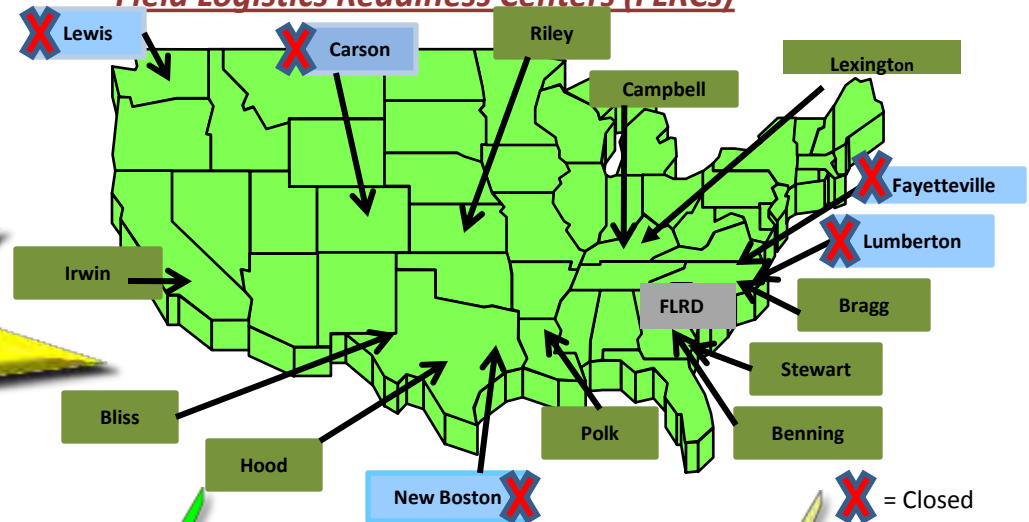 Field Logistics Readiness Centers (FLRCs)
Lewis
Carson
Riley
Lexington
Campbell
Fayetteville
Lumberton
Irwin
FLRD
Bragg
Stewart
Bliss
Polk
Benning
Hood
New Boston
= Closed